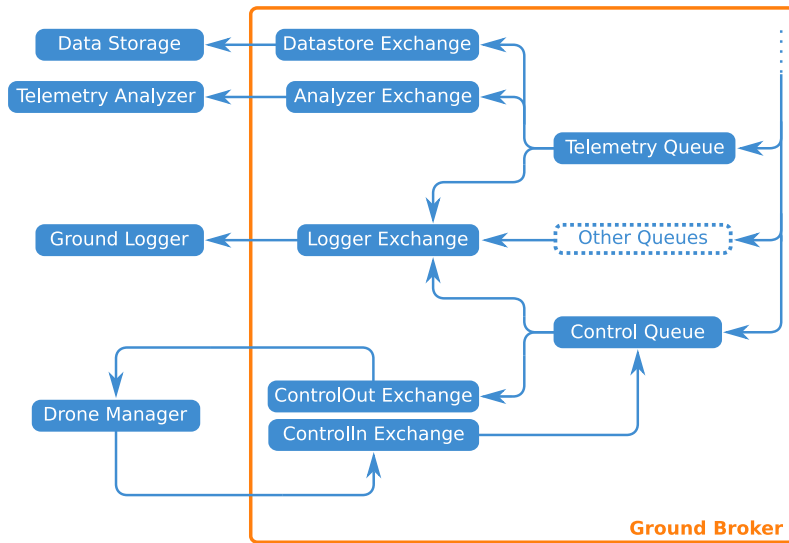 Data Storage
Datastore Exchange
Telemetry Analyzer
Analyzer Exchange
Telemetry Queue
Ground Logger
Logger Exchange
Other Queues
Control Queue
Drone Manager
ControlOut Exchange
ControlIn Exchange
Ground Broker